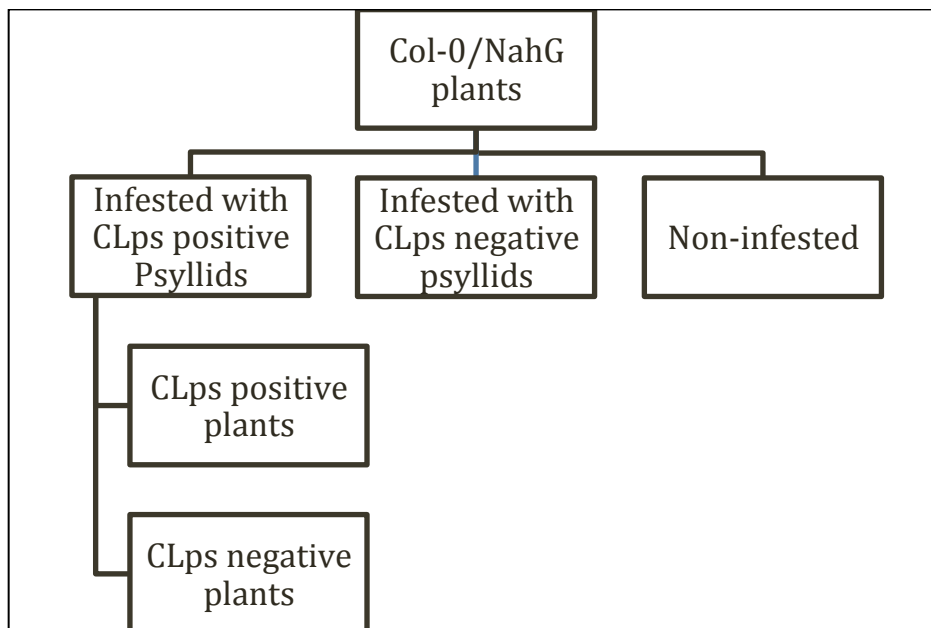 Col-0/NahG
plants
Infested with
CLps positive
Psyllids
Infested with
CLps negative
psyllids
Non-infested
CLps positive
plants
CLps negative
plants